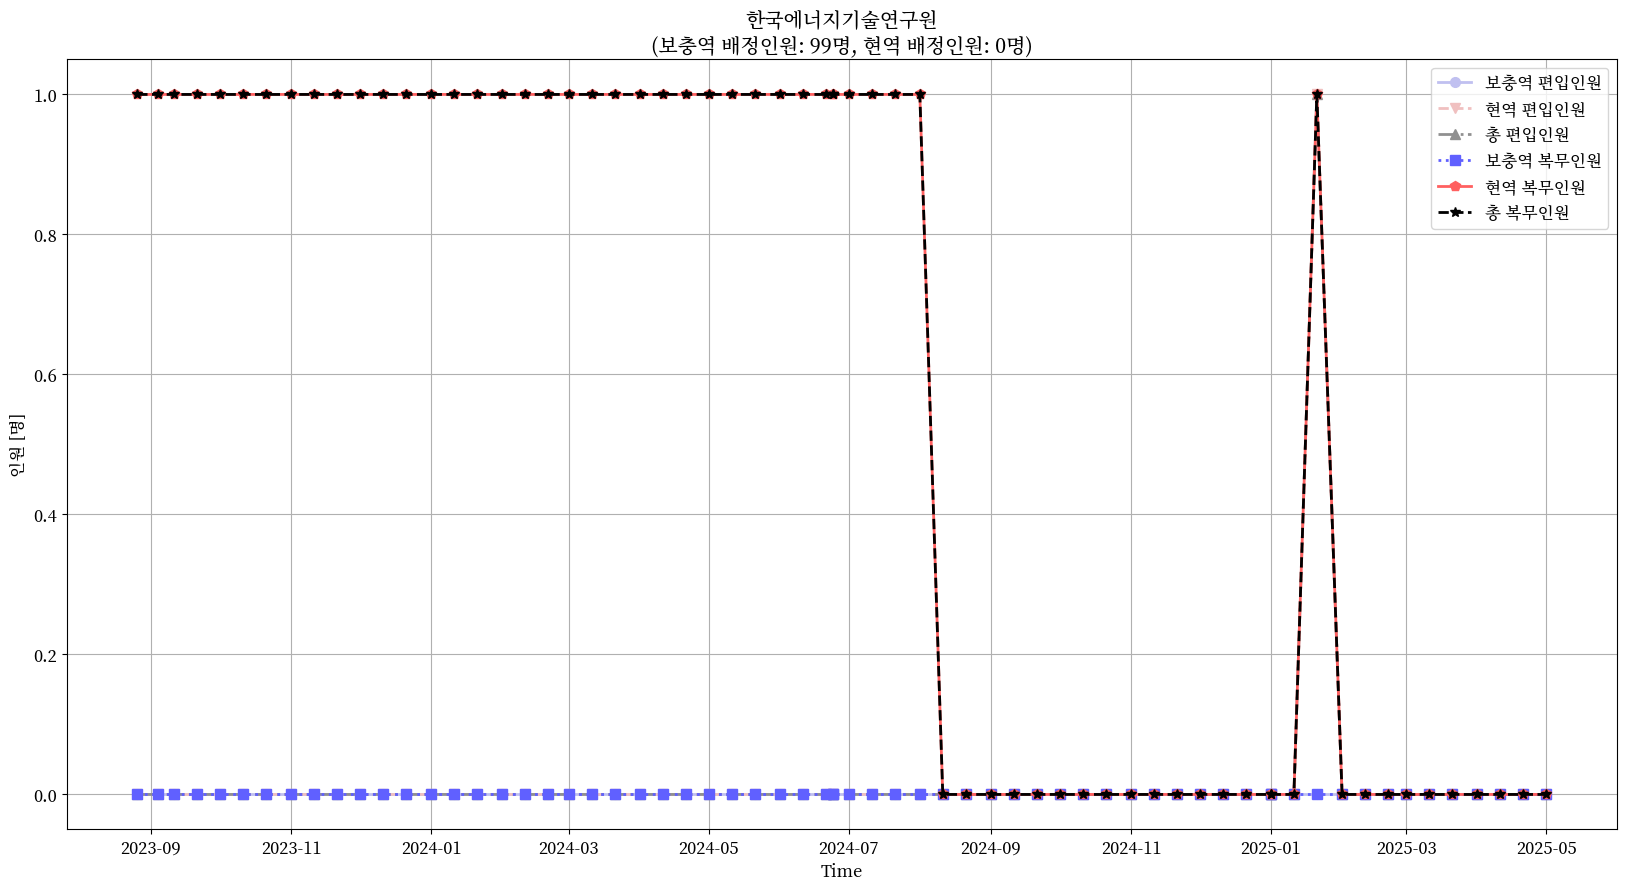 한국에너지기술연구원
(보충역 배정인원: 99명, 현역 배정인원: 0명)
1.0
0.8
0.6
0.4
0.2
0.0
인원 [명]
보충역 편입인원
현역 편입인원
총 편입인원
보충역 복무인원
현역 복무인원
총 복무인원
2023-09
2023-11
2024-01
2024-03
2024-05
2024-07
2024-09
2024-11
2025-01
2025-03
2025-05
Time